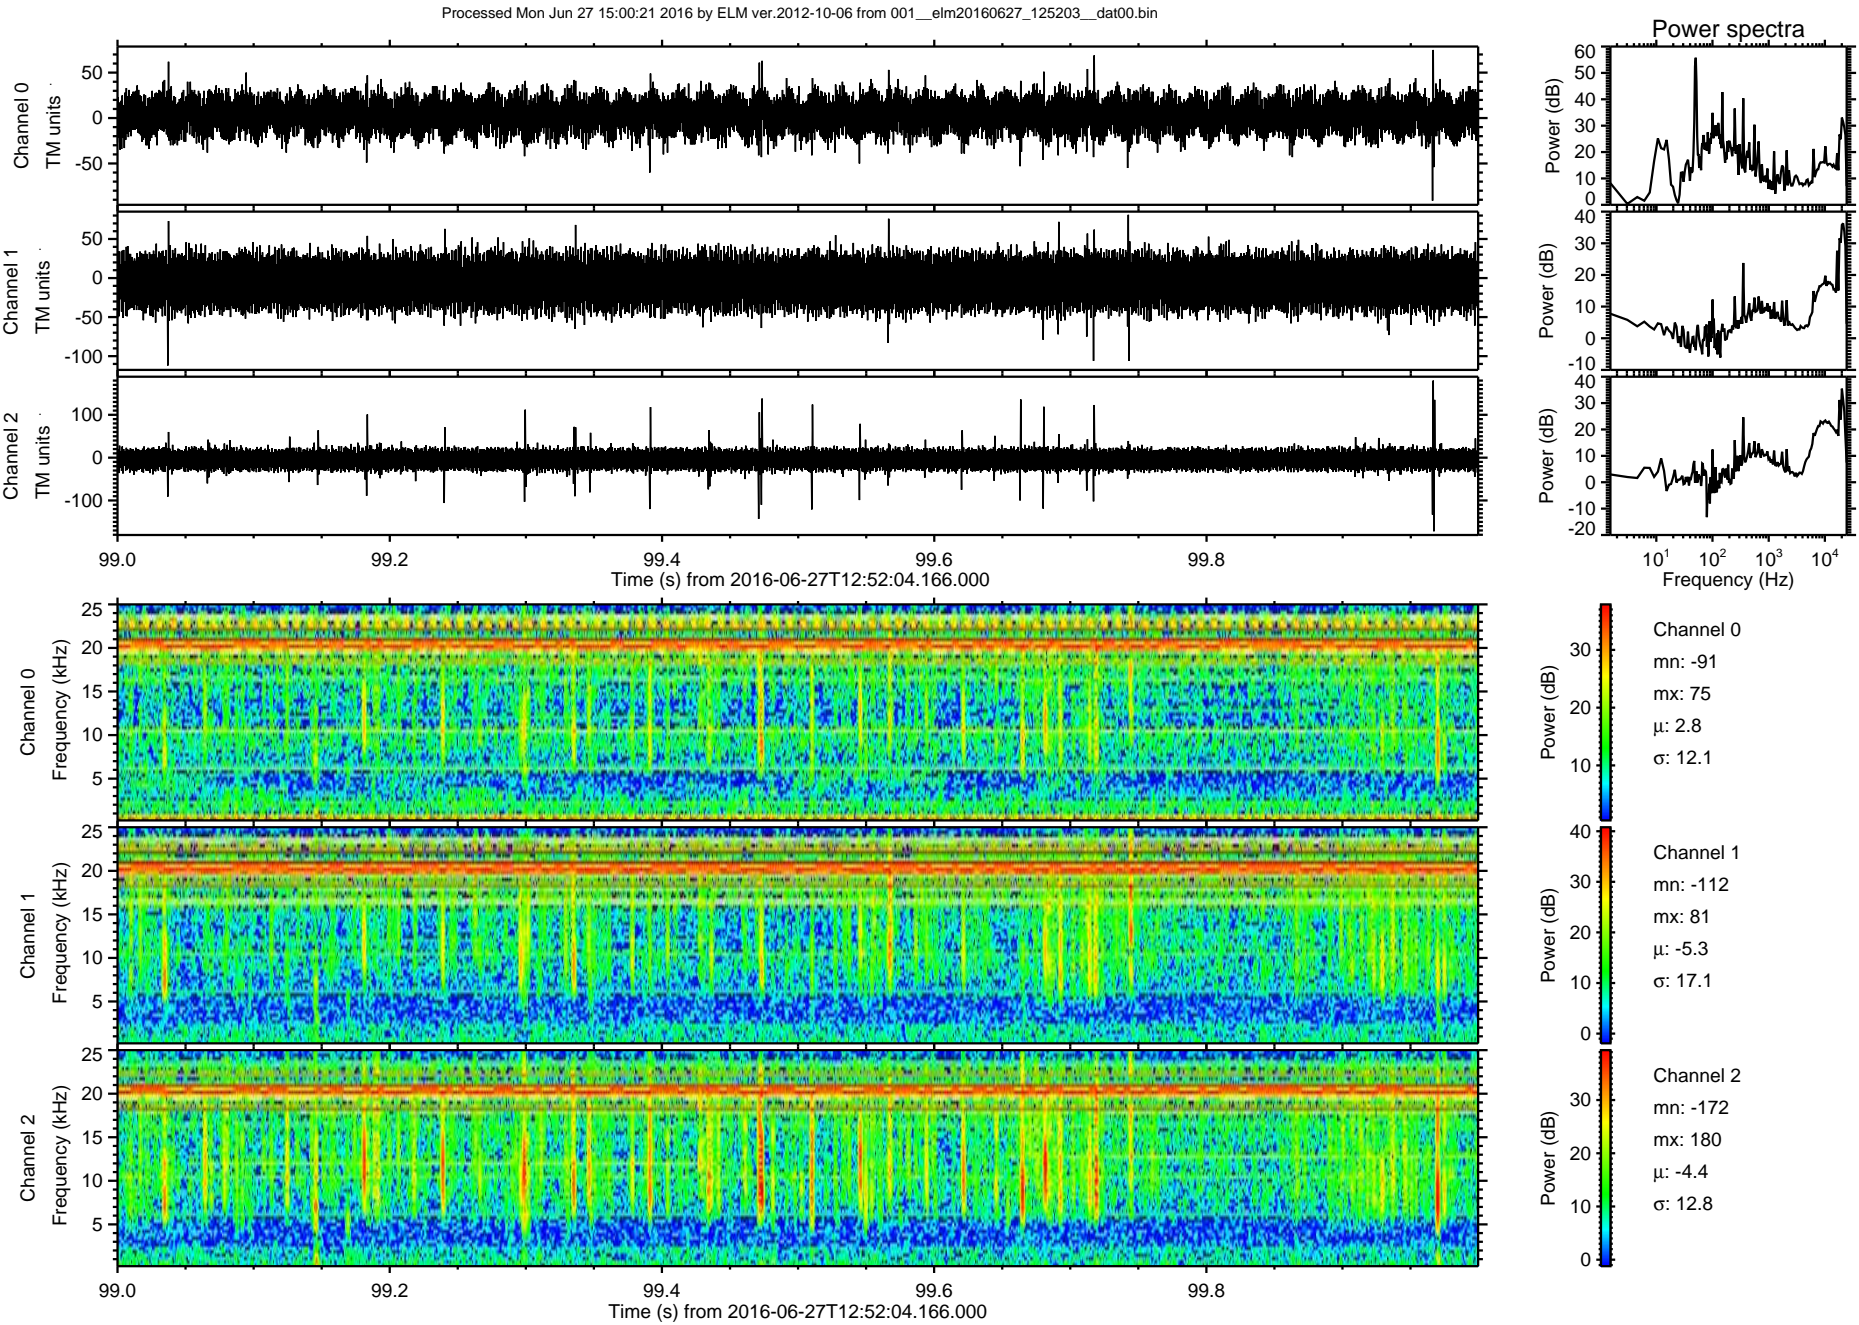 Processed Mon Jun 27 15:00:21 2016 by ELM ver.2012-10-06 from 001__elm20160627_125203__dat00.bin
Power spectra
Channel 0
TM units
50
0
-50
Power (dB)
60
50
40
30
20
10
0
Channel 1
TM units
50
0
-50
-100
Power (dB)
40
30
20
10
0
-10
Channel 2
TM units
100
0
-100
Power (dB)
40
30
20
10
0
-10
-20
99.0 99.2 99.4 99.6 99.8
Time (s) from 2016-06-27T12:52:04.166.000
10^1 10^2 10^3 10^4
Frequency (Hz)
Channel 0
Frequency (kHz)
25
20
15
10
5
Power (dB)
30
20
10
Channel 0
mn: -91
mx: 75
μ: 2.8
σ: 12.1
Channel 1
Frequency (kHz)
25
20
15
10
5
Power (dB)
40
30
20
10
0
Channel 1
mn: -112
mx: 81
μ: -5.3
σ: 17.1
Channel 2
Frequency (kHz)
25
20
15
10
5
Power (dB)
30
20
10
0
Channel 2
mn: -172
mx: 180
μ: -4.4
σ: 12.8
99.0 99.2 99.4 99.6 99.8
Time (s) from 2016-06-27T12:52:04.166.000